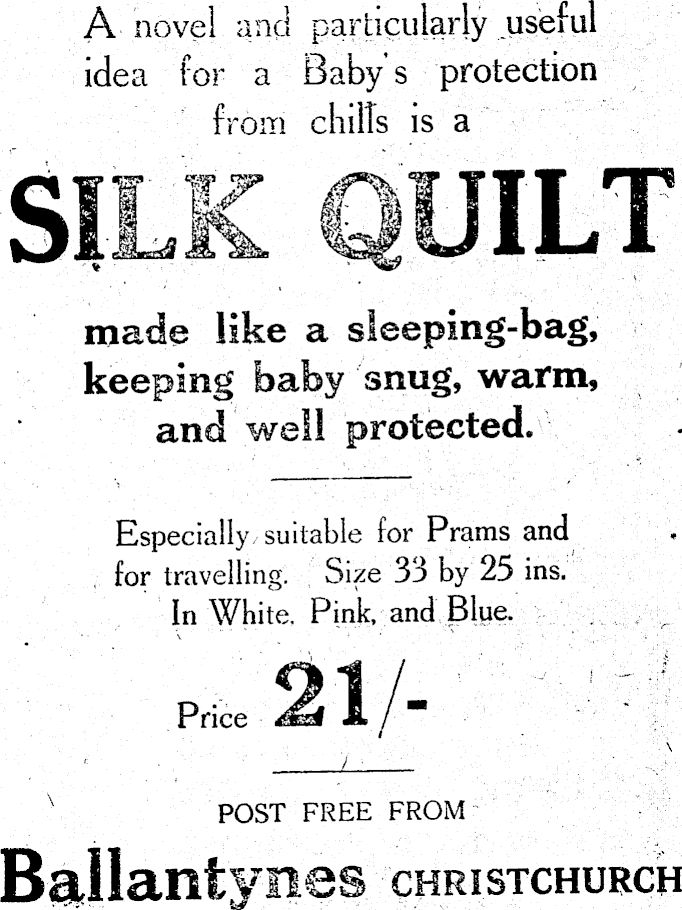 A novel and particularly useful
idea for a Baby's protection
from chills is a
SILK QUILT
made like a sleeping-bag,
keeping baby snug, warm,
and well protected.
Especially suitable for Prams and
for travelling. Size 33 by 25 ins.
In White, Pink, and Blue.
Price 21/-
POST FREE FROM
Ballantynes CHRISTCHURCH